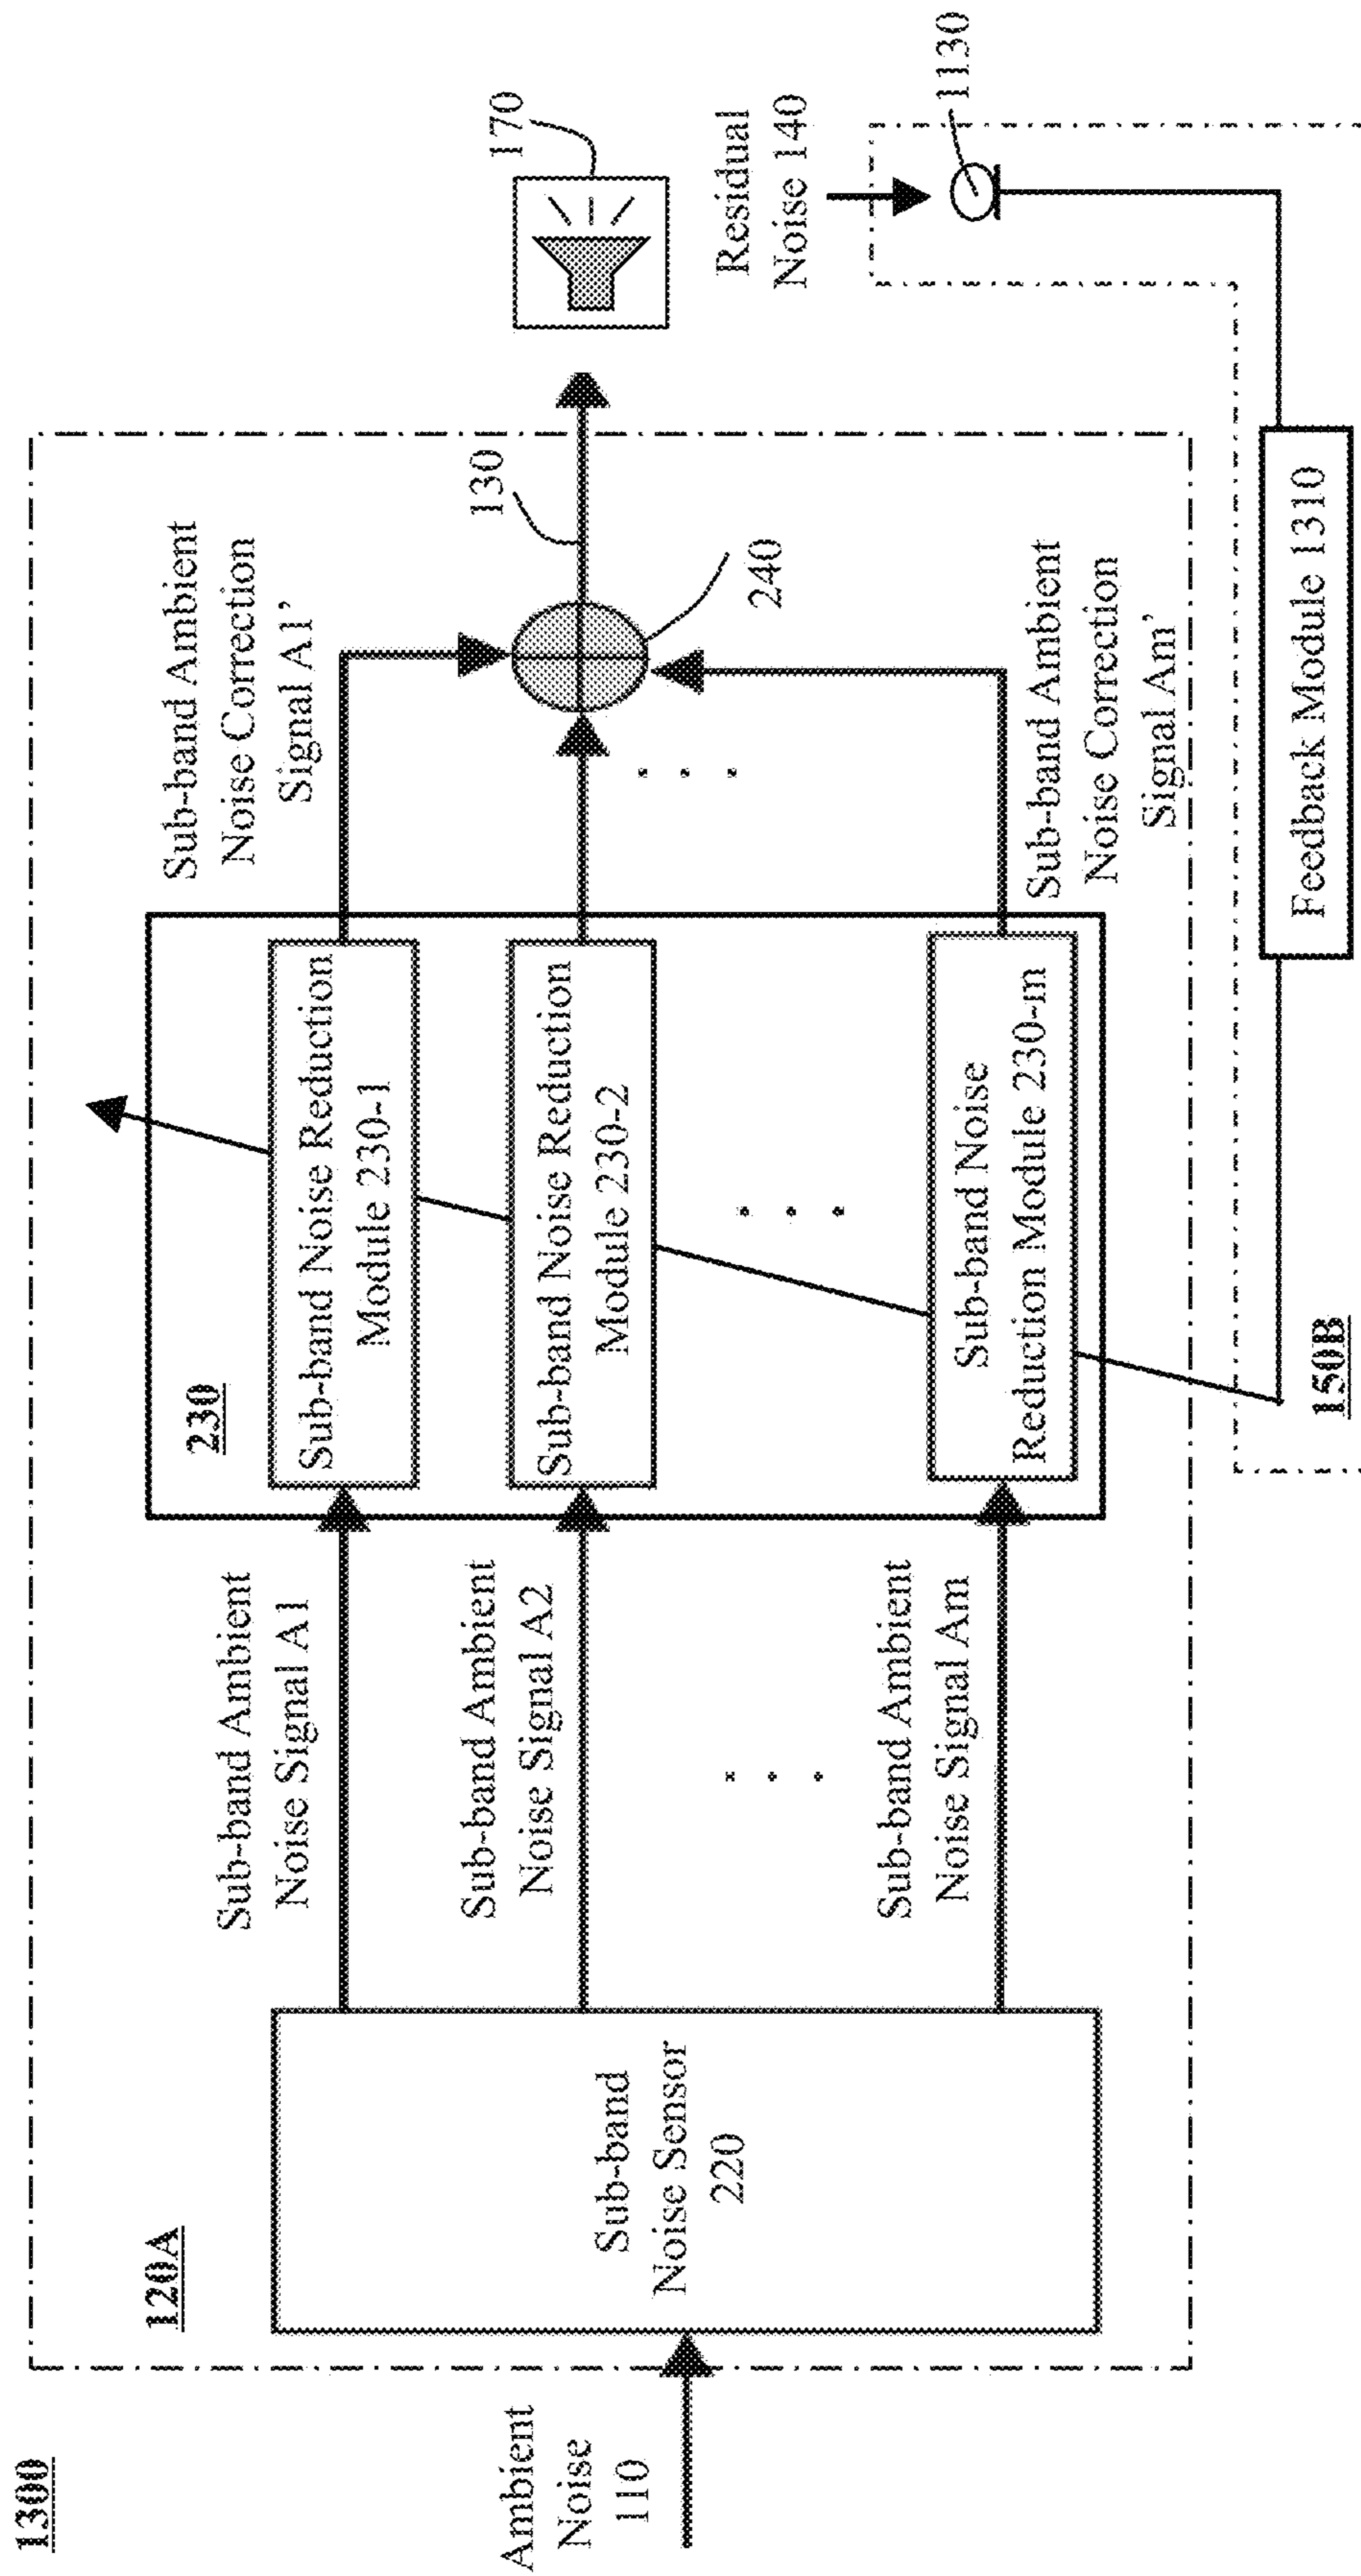 1300
120A
Ambient
Noise
110
Sub-band
Noise Sensor
220
Sub-band Ambient
Noise Signal A1
Sub-band Ambient
Noise Signal A2
. . .
Sub-band Ambient
Noise Signal Am
230
Sub-band Noise Reduction
Module 230-1
Sub-band Noise Reduction
Module 230-2
. . .
Sub-band Noise
Reduction Module 230-m
Sub-band Ambient
Noise Correction
Signal A1'
. . .
Sub-band Ambient
Noise Correction
Signal Am'
130
240
170
Residual
Noise 140
1130
Feedback Module 1310
150B